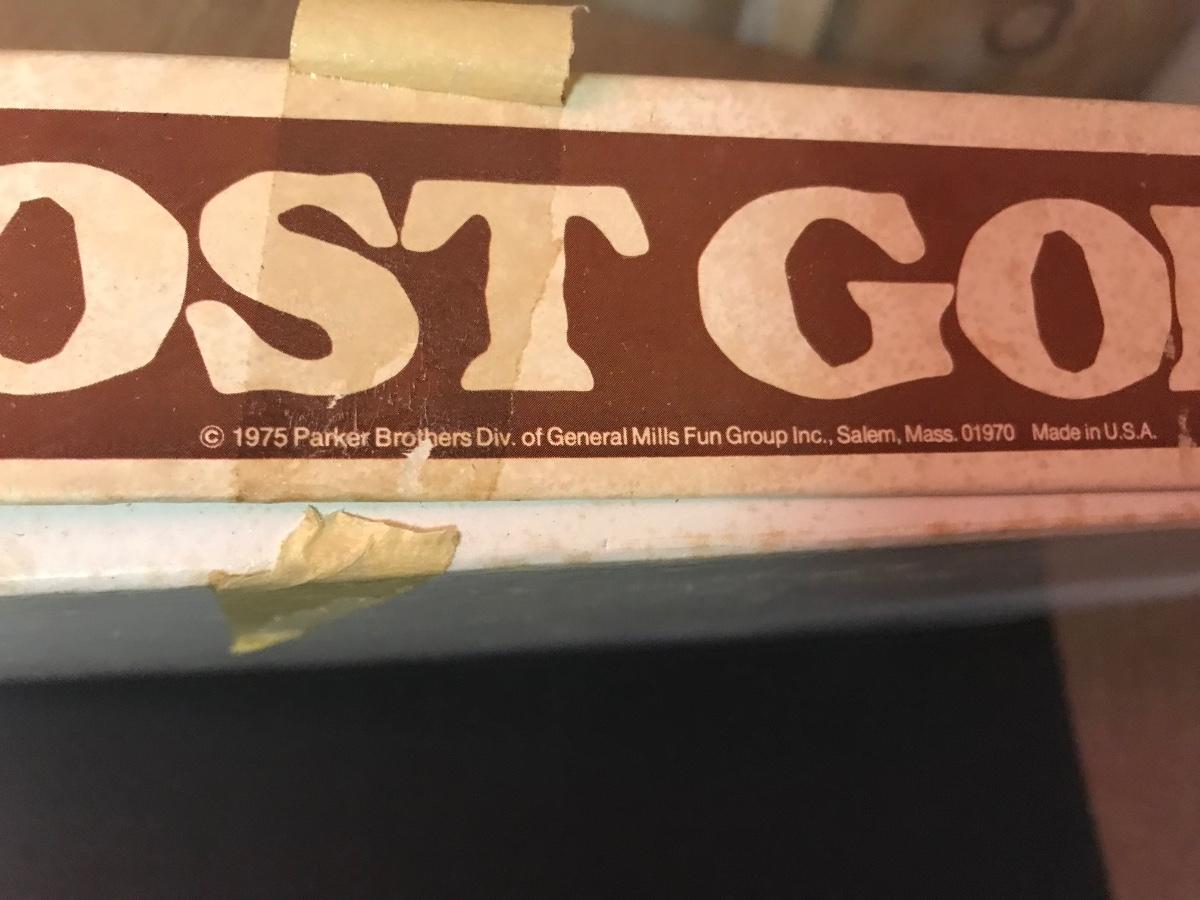 OST GO
© 1975 Parker Brothers Div. of General Mills Fun Group Inc., Salem, Mass. 01970 Made in U.S.A.